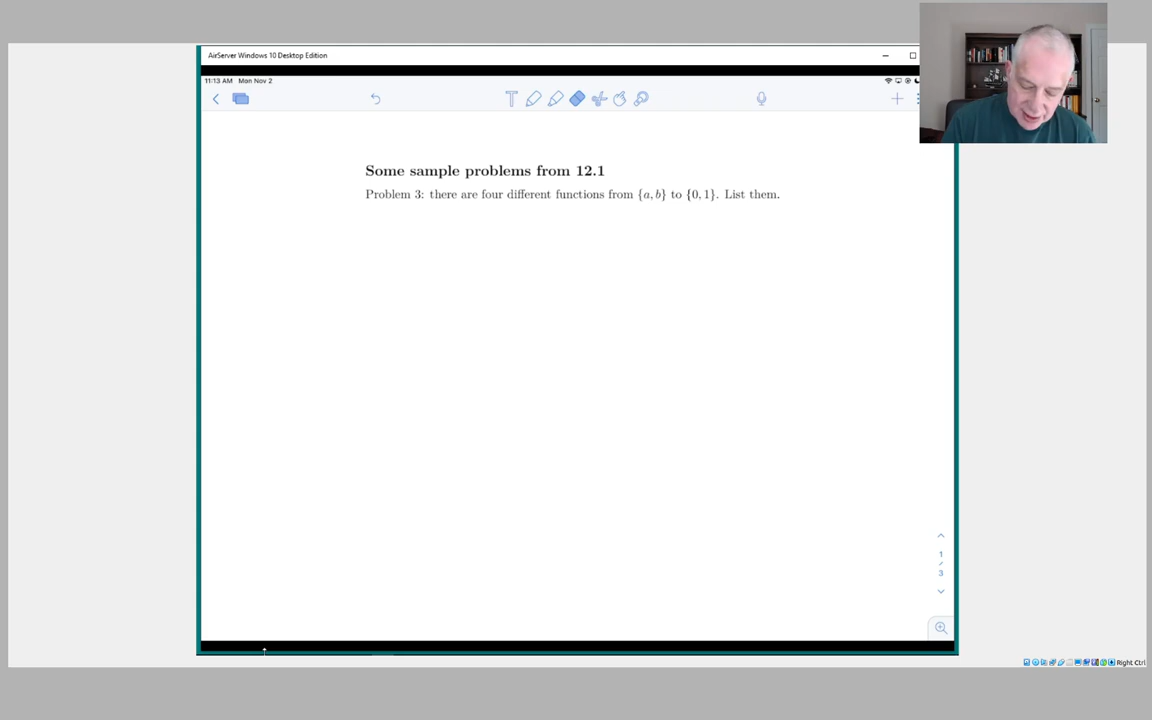 AirServer Windows 10 Desktop Edition
11:13 AM Mon Nov 2
Some sample problems from 12.1
Problem 3: there are four different functions from {a, b} to {0, 1}. List them.
1
/
3
Right Ctrl